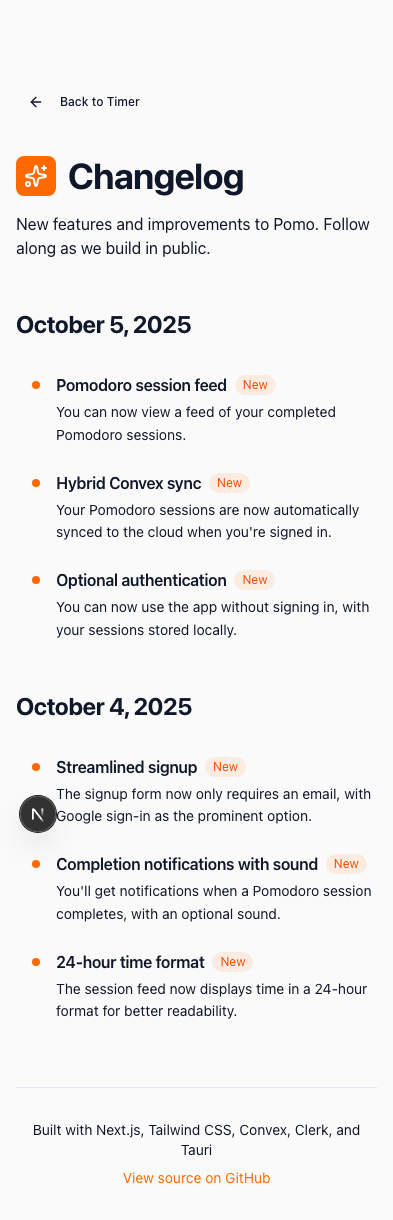 Back to Timer
Changelog
New features and improvements to Pomo. Follow
along as we build in public.
October 5, 2025
Pomodoro session feed New
You can now view a feed of your completed
Pomodoro sessions.
Hybrid Convex sync New
Your Pomodoro sessions are now automatically
synced to the cloud when you're signed in.
Optional authentication New
You can now use the app without signing in, with
your sessions stored locally.
October 4, 2025
Streamlined signup New
The signup form now only requires an email, with
N
Google sign-in as the prominent option.
Completion notifications with sound New
You'll get notifications when a Pomodoro session
completes, with an optional sound.
24-hour time format New
The session feed now displays time in a 24-hour
format for better readability.
Built with Next.js, Tailwind CSS, Convex, Clerk, and
Tauri
View source on GitHub